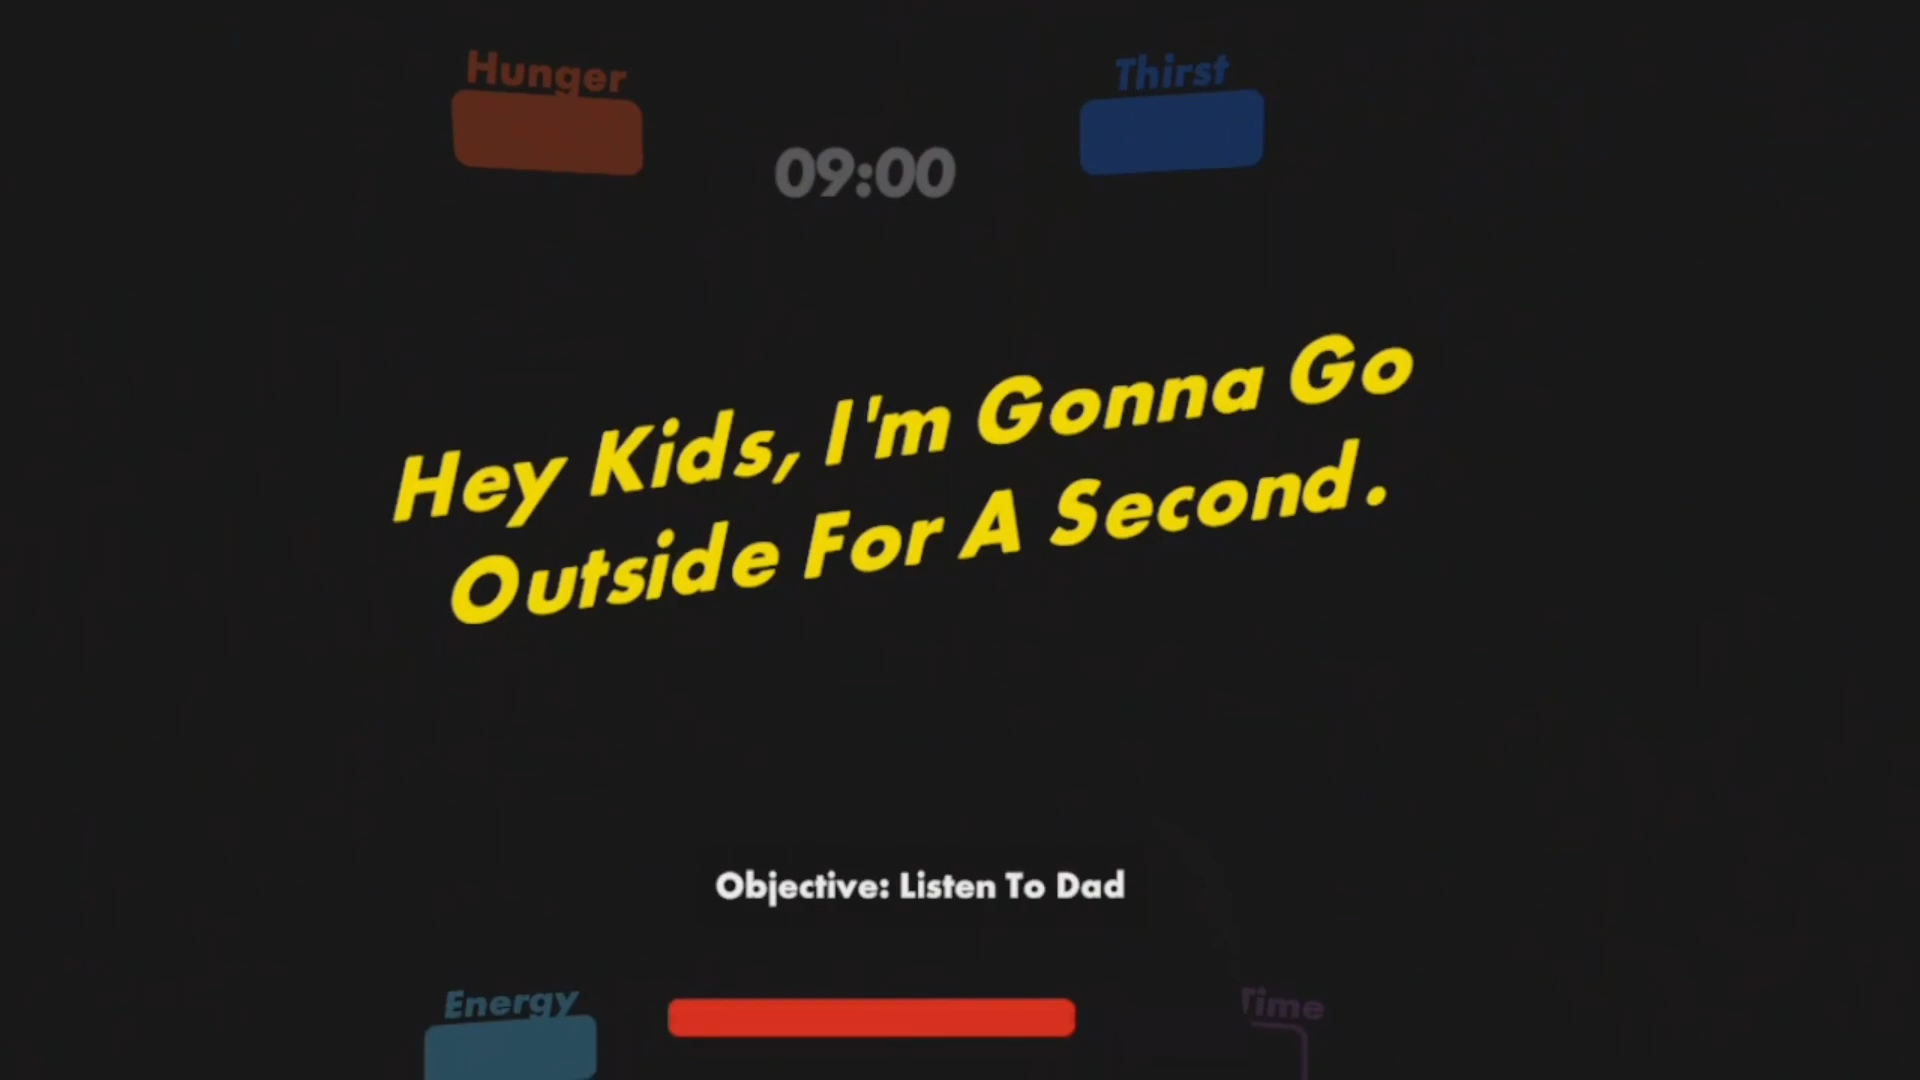 Hunger
Thirst
09:00
Hey Kids, I'm Gonna Go
Outside For A Second.
Objective: Listen To Dad
Energy
Time